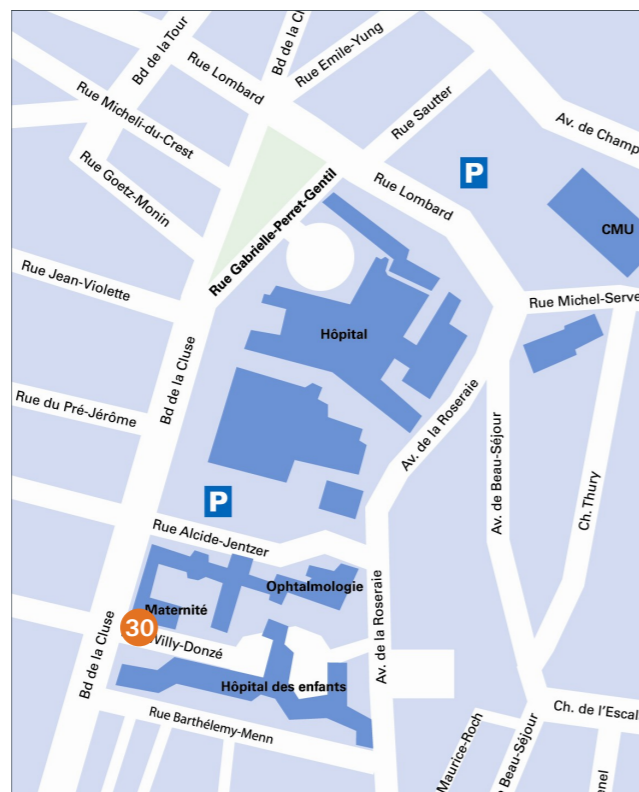 Bd de la Tour
Bd de la Cl
Rue Lombard
Rue Emile-Yung
Rue Micheli-du-Crest
Rue Sautter
Av. de Champ
Rue Goetz-Monin
P
Rue Lombard
CMU
Rue Gabrielle-Perret-Gentil
Rue Jean-Violette
Rue Michel-Serve
Hôpital
Bd de la Cluse
Rue du Pré-Jérôme
Av. de la Roseraie
Av. de Beau-Séjour
Ch. Thury
P
Rue Alcide-Jentzer
Ophtalmologie
Maternité
30
Willy-Donzé
Av. de la Roseraie
Bd de la Cluse
Hôpital des enfants
Rue Barthélemy-Menn
Ch. de l'Escal
Maurice-Roch
Beau-Séjour
enel